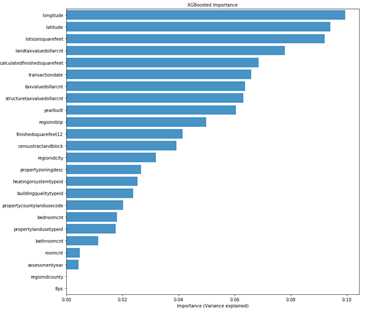 XGBoosted Importance
longitude
latitude
lotsizesquarefeet
landtaxvaluedollarcnt
calculatedfinishedsquarefeet
transactiondate
taxvaluedollarcnt
structuretaxvaluedollarcnt
yearbuilt
regionidzip
finishedsquarefeet12
censustractandblock
regionidcity
propertyzoningdesc
heatingorsystemtypeid
buildingqualitytypeid
propertycountylandusecode
bedroomcnt
propertylandusetypeid
bathroomcnt
roomcnt
assessmentyear
regionidcounty
fips
0.00 0.02 0.04 0.06 0.08 0.10
Importance (Variance explained)